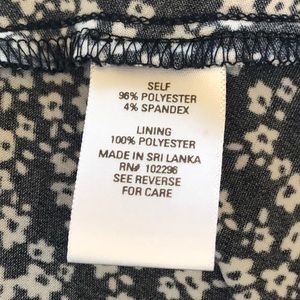 SELF
96% POLYESTER
4% SPANDEX
LINING
100% POLYESTER
MADE IN SRI LANKA
RN# 102296
SEE REVERSE
FOR CARE